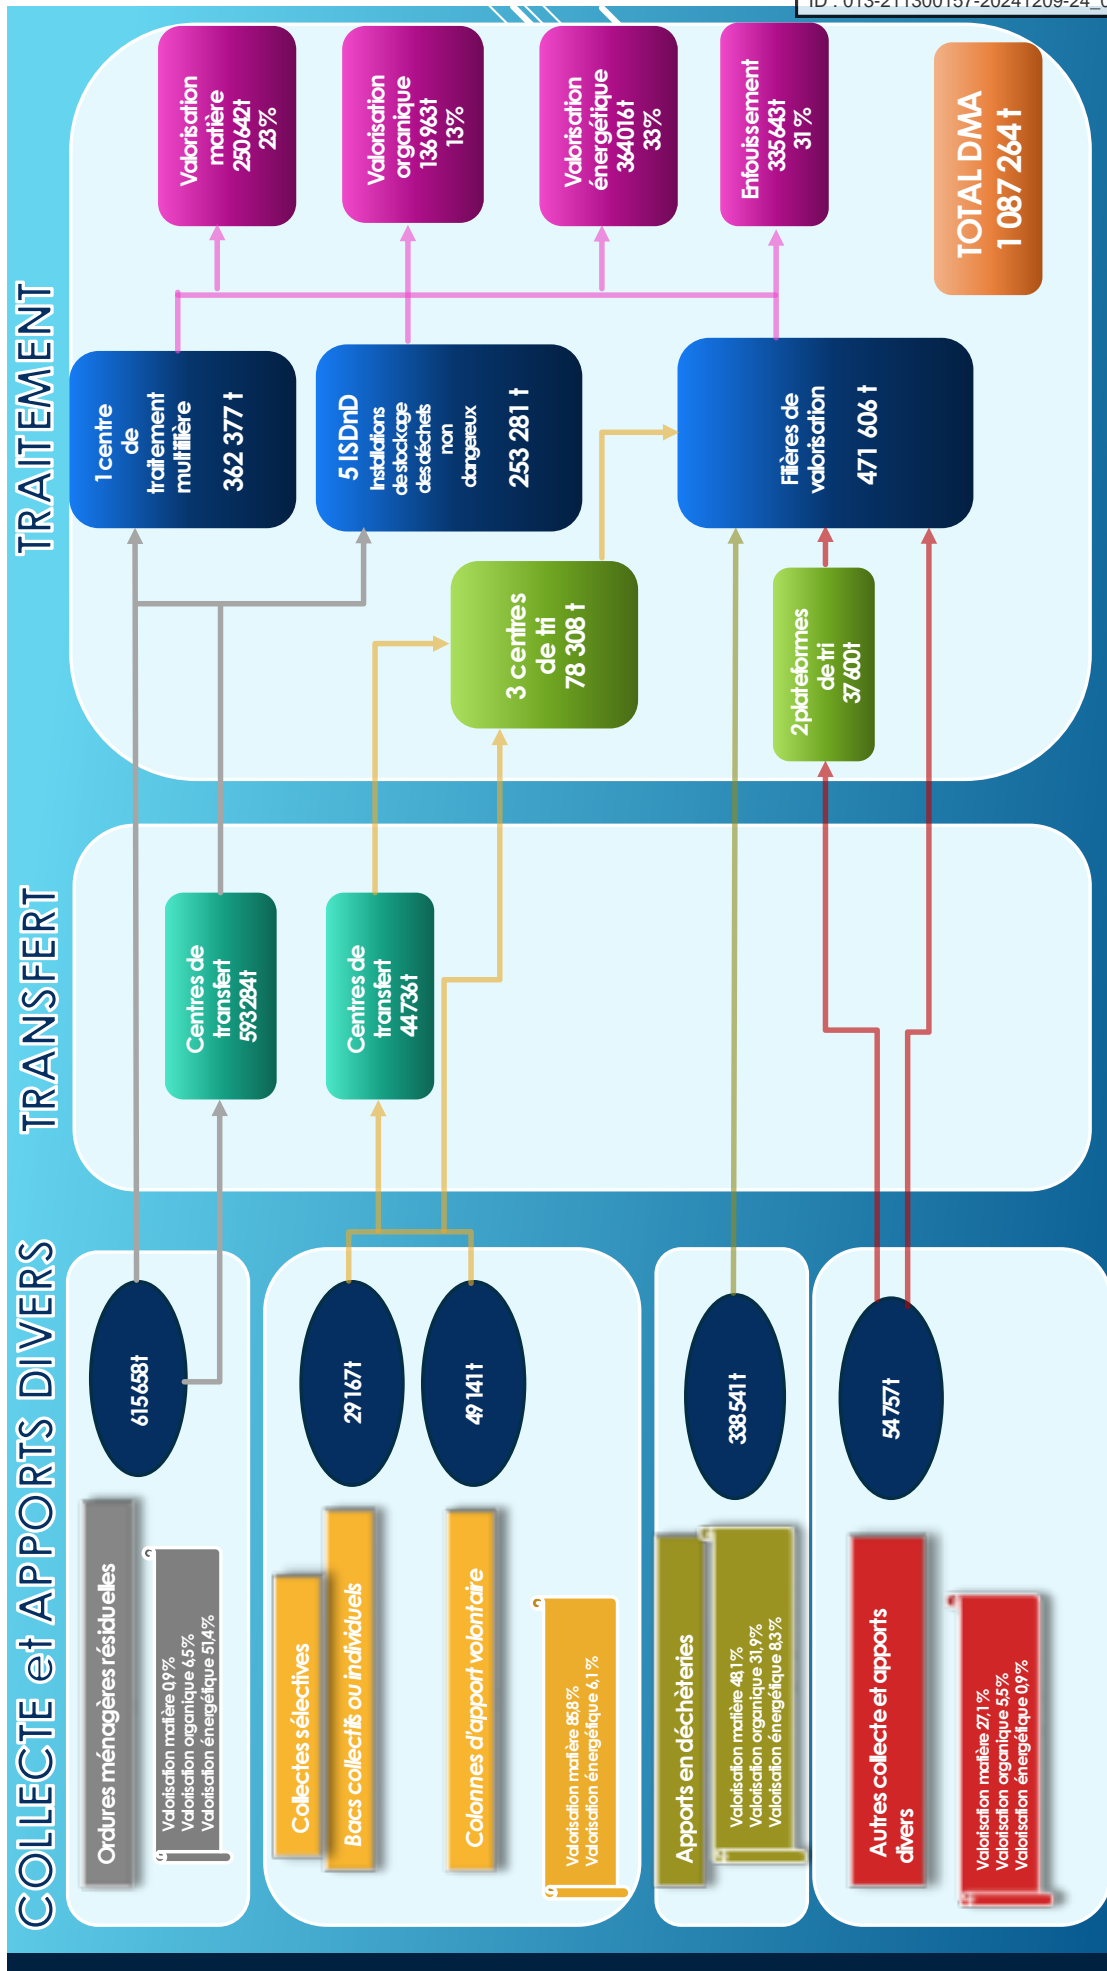 ID : 013-211300157-20241209-24_0
COLLECTE et APPORTS DIVERS
TRANSFERT
TRAITEMENT
Ordures ménagères résiduelles
Valorisation matière 0,9%
Valorisation organique 6,5%
Valorisation énergétique 51,4%
615 658 t
Centres de
transfert
593 284 t
1 centre
de
traitement
multifilière
362 377 t
Valorisation
matière
250 642 t
23 %
Collectes sélectives
Bacs collectifs ou individuels
29 167 t
Colonnes d'apport volontaire
49 141 t
Valorisation matière 85,8%
Valorisation énergétique 6,1%
Centres de
transfert
44 736 t
5 ISDnD
Installations
de stockage
des déchets
non
dangereux
253 281 t
Valorisation
organique
136 963 t
13 %
3 centres
de tri
78 308 t
Valorisation
énergétique
364 016 t
33%
Apports en déchèteries
Valorisation matière 48,1%
Valorisation organique 31,9%
Valorisation énergétique 8,3%
338 541 t
Filières de
valorisation
471 606 t
Enfouissement
335 643 t
31 %
Autres collecte et apports
divers
Valorisation matière 27,1 %
Valorisation organique 5,5%
Valorisation énergétique 0,9%
54 757 t
2 plateformes
de tri
37 600 t
TOTAL DMA
1 087 264 t